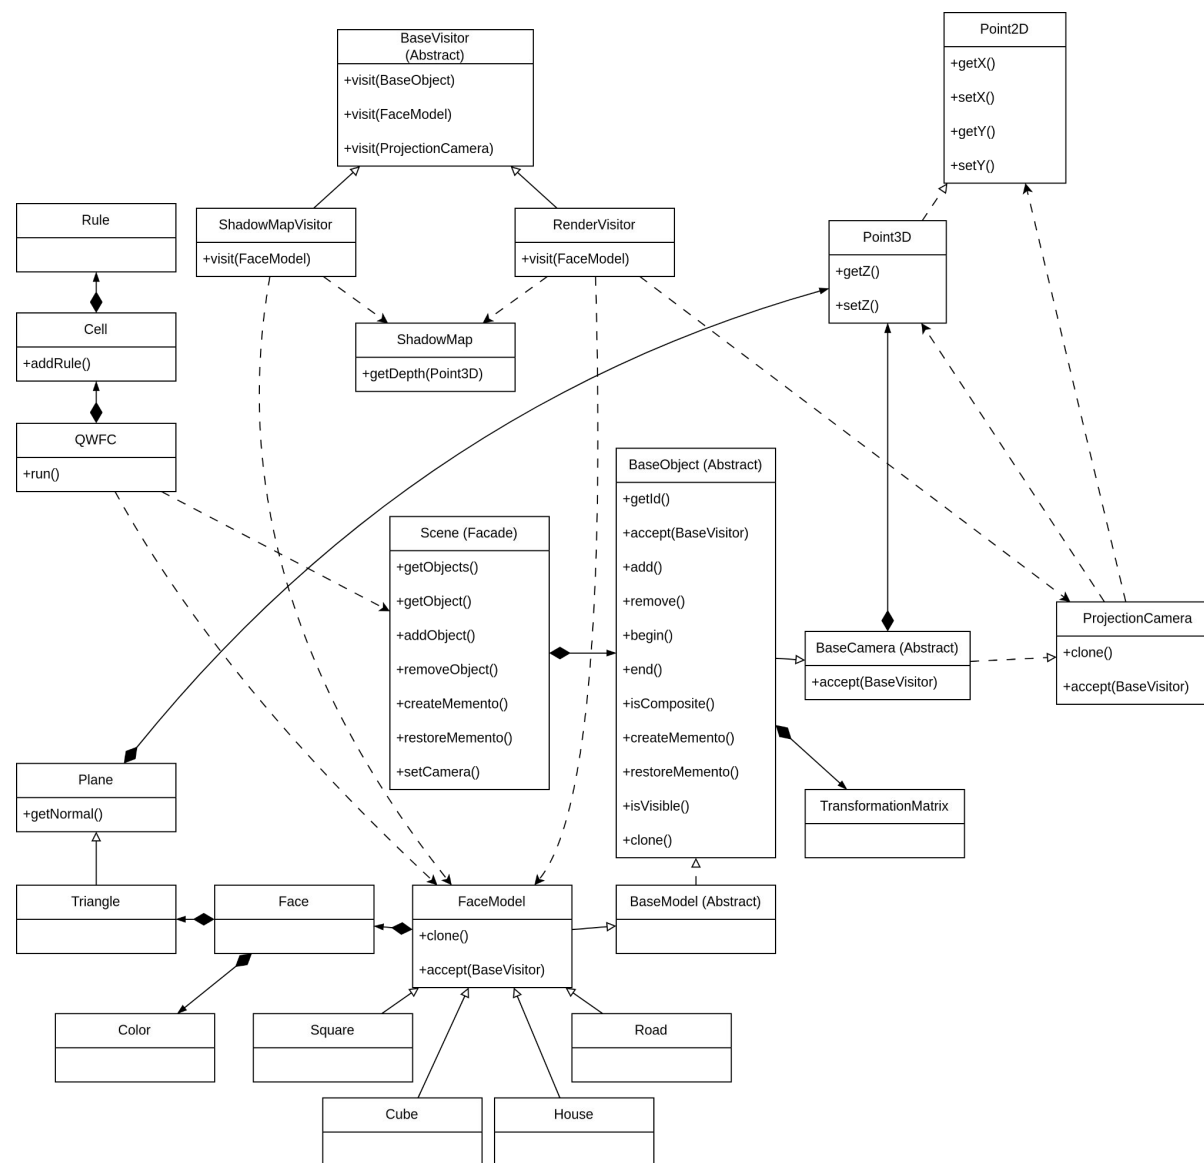 Point2D
+getX()
+setX()
+getY()
+setY()
BaseVisitor
(Abstract)
+visit(BaseObject)
+visit(FaceModel)
+visit(ProjectionCamera)
Rule
ShadowMapVisitor
+visit(FaceModel)
RenderVisitor
+visit(FaceModel)
Point3D
+getZ()
+setZ()
Cell
+addRule()
ShadowMap
+getDepth(Point3D)
QWFC
+run()
BaseObject (Abstract)
+getId()
+accept(BaseVisitor)
+add()
+remove()
+begin()
+end()
+isComposite()
+createMemento()
+restoreMemento()
+isVisible()
+clone()
Scene (Facade)
+getObjects()
+getObject()
+addObject()
+removeObject()
+createMemento()
+restoreMemento()
+setCamera()
ProjectionCamera
+clone()
+accept(BaseVisitor)
BaseCamera (Abstract)
+accept(BaseVisitor)
Plane
+getNormal()
TransformationMatrix
Triangle
Face
FaceModel
+clone()
+accept(BaseVisitor)
BaseModel (Abstract)
Color
Square
Road
Cube
House